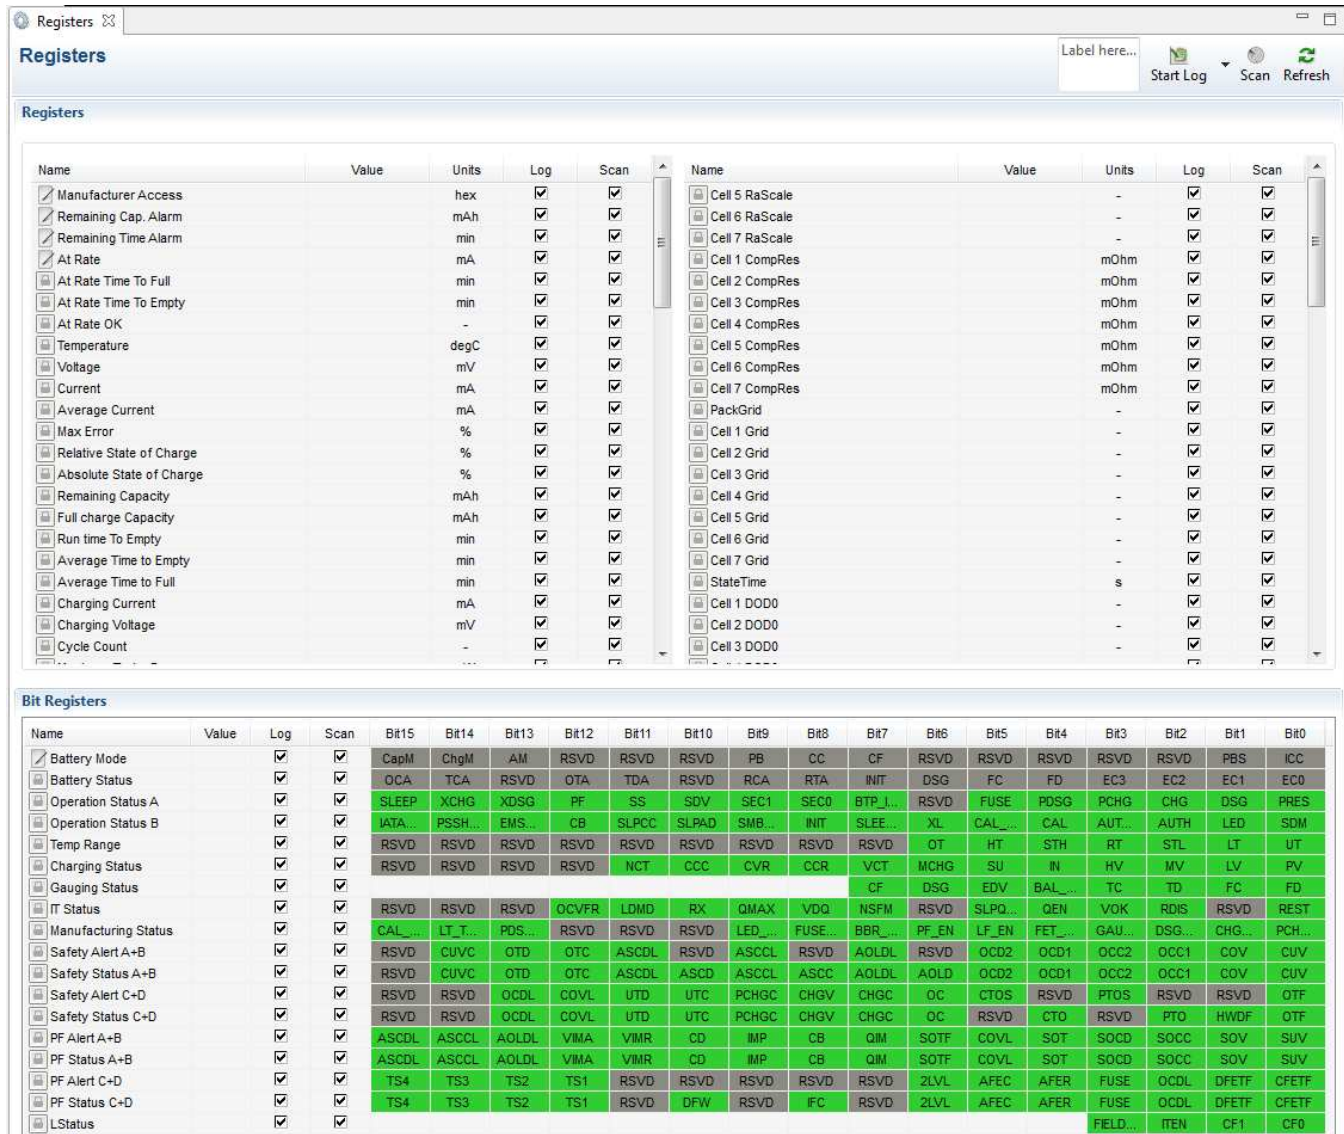 Registers
Registers
Label here...
Start Log Scan Refresh
Registers
Name Value Units Log Scan
Manufacturer Access hex
Remaining Cap. Alarm mAh
Remaining Time Alarm min
At Rate mA
At Rate Time To Full min
At Rate Time To Empty min
At Rate OK -
Temperature degC
Voltage mV
Current mA
Average Current mA
Max Error %
Relative State of Charge %
Absolute State of Charge %
Remaining Capacity mAh
Full charge Capacity mAh
Run time To Empty min
Average Time to Empty min
Average Time to Full min
Charging Current mA
Charging Voltage mV
Cycle Count -
Name Value Units Log Scan
Cell 5 RaScale -
Cell 6 RaScale -
Cell 7 RaScale -
Cell 1 CompRes mOhm
Cell 2 CompRes mOhm
Cell 3 CompRes mOhm
Cell 4 CompRes mOhm
Cell 5 CompRes mOhm
Cell 6 CompRes mOhm
Cell 7 CompRes mOhm
PackGrid -
Cell 1 Grid -
Cell 2 Grid -
Cell 3 Grid -
Cell 4 Grid -
Cell 5 Grid -
Cell 6 Grid -
Cell 7 Grid -
StateTime s
Cell 1 DOD0 -
Cell 2 DOD0 -
Cell 3 DOD0 -
Bit Registers
Name Value Log Scan Bit15 Bit14 Bit13 Bit12 Bit11 Bit10 Bit9 Bit8 Bit7 Bit6 Bit5 Bit4 Bit3 Bit2 Bit1 Bit0
Battery Mode CapM ChgM AM RSVD RSVD RSVD PB CC CF RSVD RSVD RSVD RSVD RSVD PBS ICC
Battery Status OCA TCA RSVD OTA TDA RSVD RCA RTA INIT DSG FC FD EC3 EC2 EC1 EC0
Operation Status A SLEEP XCHG XDSG PF SS SDV SEC1 SEC0 BTP_I... RSVD FUSE PDSG PCHG CHG DSG PRES
Operation Status B IATA... PSSH... EMS... CB SLPCC SLPAD SMB... INIT SLEE... XL CAL_... CAL AUT... AUTH LED SDM
Temp Range RSVD RSVD RSVD RSVD RSVD RSVD RSVD RSVD RSVD OT HT STH RT STL LT UT
Charging Status RSVD RSVD RSVD RSVD NCT CCC CVR CCR VCT MCHG SU IN HV MV LV PV
Gauging Status CF DSG EDV BAL_... TC TD FC FD
IT Status RSVD RSVD RSVD OCVFR LDMD RX QMAX VDQ NSFM RSVD SLPQ... QEN VOK RDIS RSVD REST
Manufacturing Status CAL_... LT_T... PDS... RSVD RSVD RSVD LED_... FUSE... BBR_... PF_EN LF_EN FET_... GAU... DSG... CHG... PCH...
Safety Alert A+B RSVD CUVC OTD OTC ASCDL RSVD ASCCL RSVD AOLDL RSVD OCD2 OCD1 OCC2 OCC1 COV CUV
Safety Status A+B RSVD CUVC OTD OTC ASCDL ASCD ASCCL ASCC AOLDL AOLD OCD2 OCD1 OCC2 OCC1 COV CUV
Safety Alert C+D RSVD RSVD OCDL COVL UTD UTC PCHGC CHGV CHGC OC CTOS RSVD PTOS RSVD RSVD OTF
Safety Status C+D RSVD RSVD OCDL COVL UTD UTC PCHGC CHGV CHGC OC RSVD CTO RSVD PTO HWDF OTF
PF Alert A+B ASCDL ASCCL AOLDL VIMA VIMR CD IMP CB QIM SOTF COVL SOT SOCD SOCC SOV SUV
PF Status A+B ASCDL ASCCL AOLDL VIMA VIMR CD IMP CB QIM SOTF COVL SOT SOCD SOCC SOV SUV
PF Alert C+D TS4 TS3 TS2 TS1 RSVD RSVD RSVD RSVD RSVD 2LVL AFEC AFER FUSE OCDL DFETF CFETF
PF Status C+D TS4 TS3 TS2 TS1 RSVD DFW RSVD IFC RSVD 2LVL AFEC AFER FUSE OCDL DFETF CFETF
LStatus FIELD... ITEN CF1 CF0